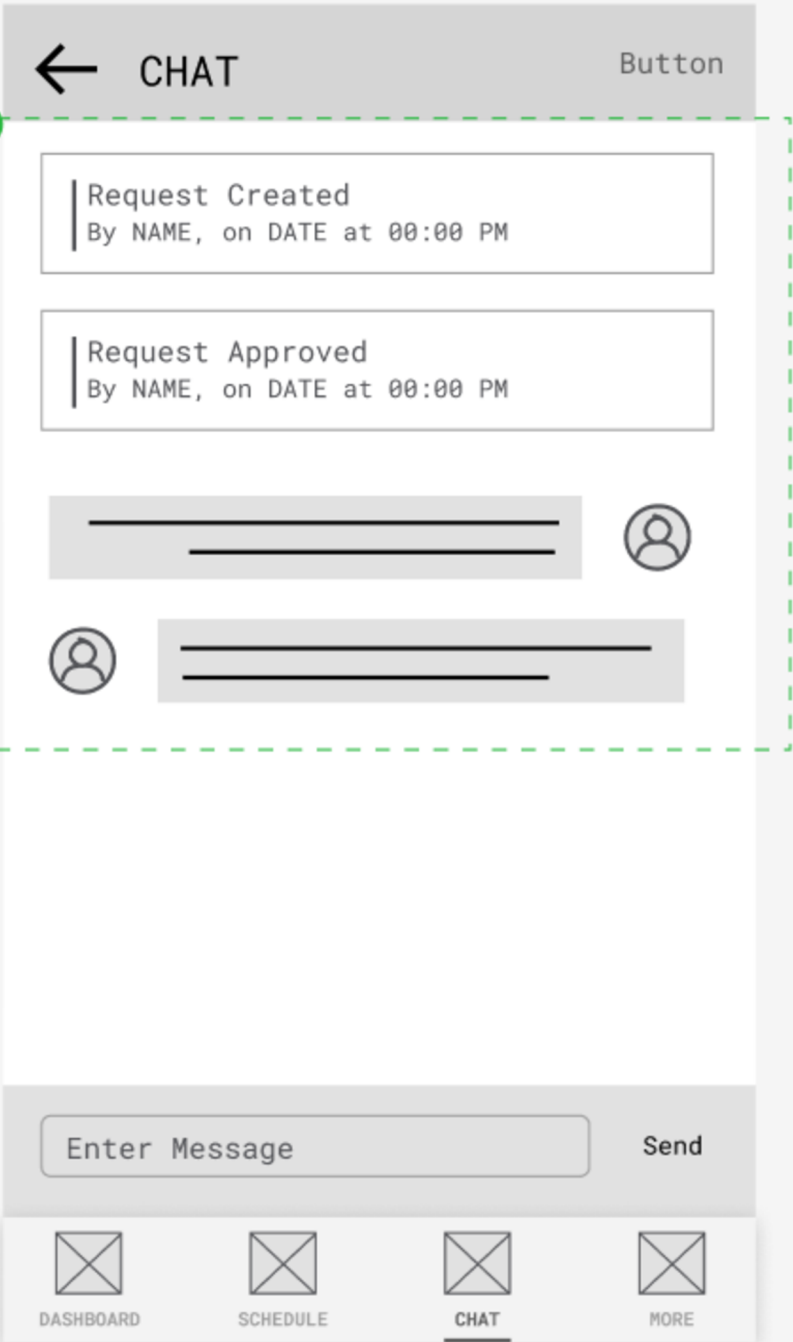 CHAT
Button
Request Created
By NAME, on DATE at 00:00 PM
Request Approved
By NAME, on DATE at 00:00 PM
Enter Message
Send
DASHBOARD
SCHEDULE
CHAT
MORE